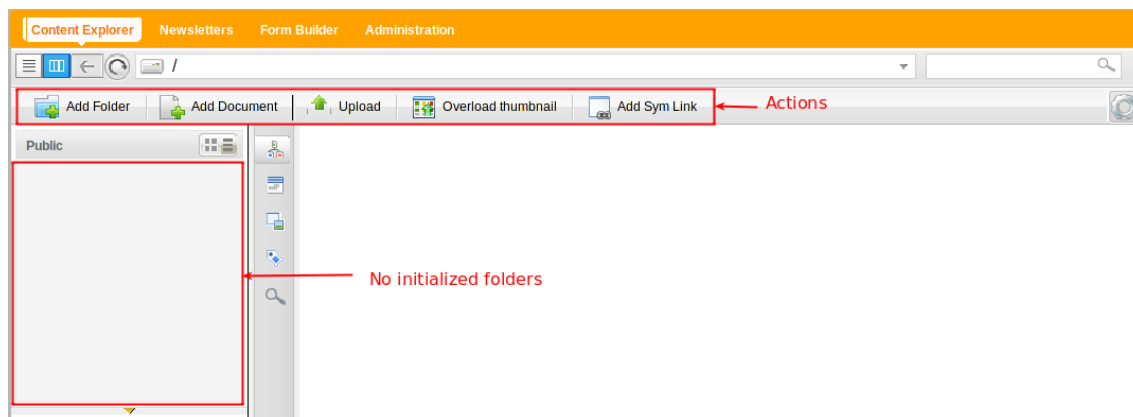 Content Explorer Newsletters Form Builder Administration
/
Add Folder Add Document Upload Overload thumbnail Add Sym Link Actions
Public
No initialized folders